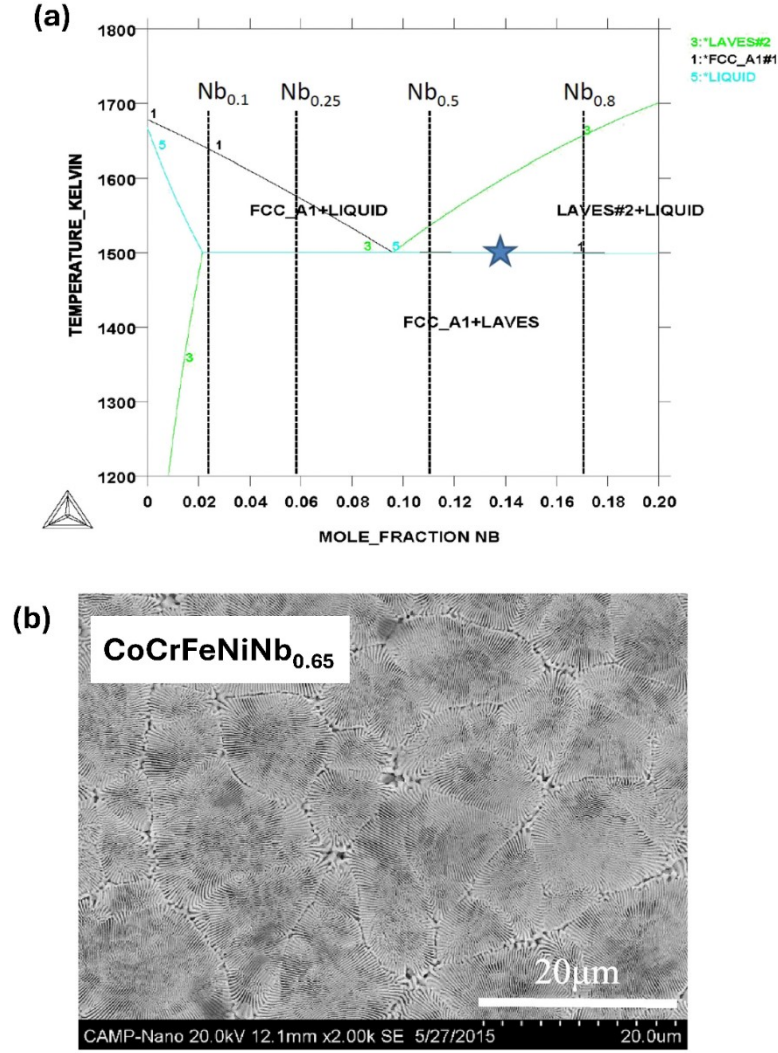 (a)
1800
3:*LAVES#2
1:*FCC_A1#1
5:*LIQUID
Nb0.1 Nb0.25 Nb0.5 Nb0.8
1700
1
1
3
5
1600
FCC_A1+LIQUID LAVES#2+LIQUID
TEMPERATURE_KELVIN
1500
3 5 1
1400
FCC_A1+LAVES
3
1300
1200
0 0.02 0.04 0.06 0.08 0.10 0.12 0.14 0.16 0.18 0.20
MOLE_FRACTION NB
(b)
CoCrFeNiNb0.65
20μm
CAMP-Nano 20.0kV 12.1mm x2.00k SE 5/27/2015 20.0um